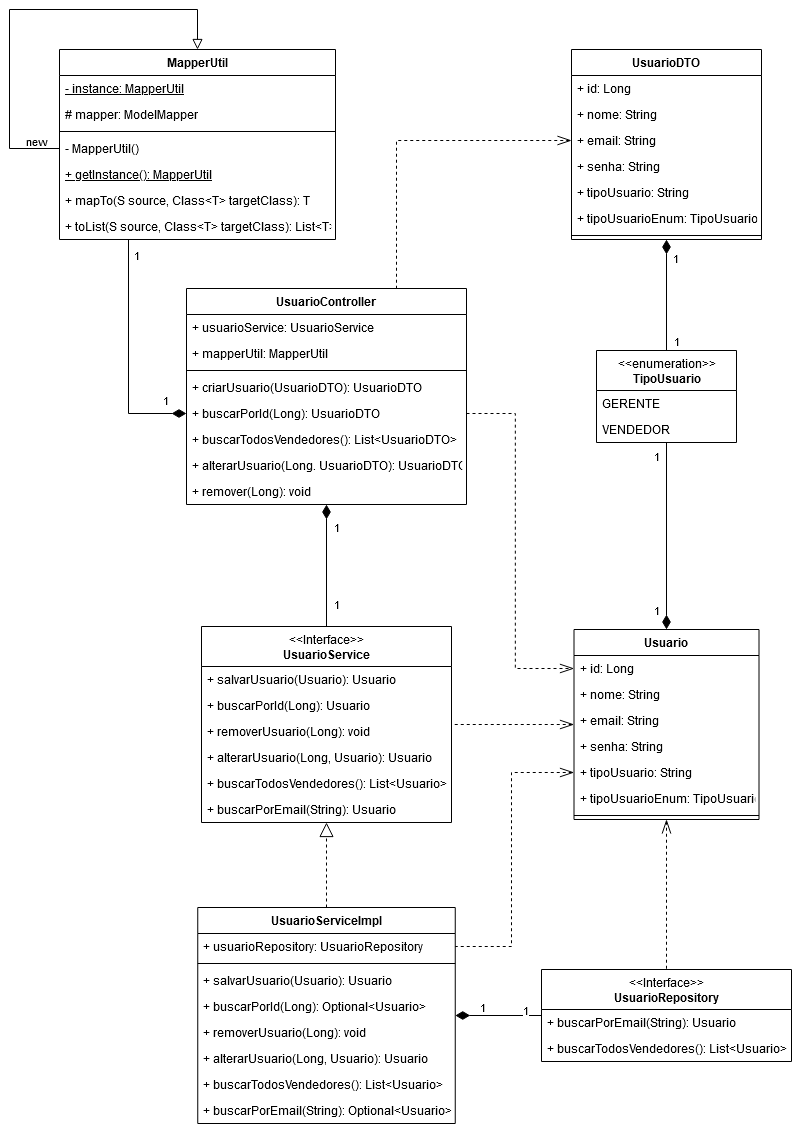 MapperUtil
- instance: MapperUtil
# mapper: ModelMapper
new
- MapperUtil()
+ getInstance(): MapperUtil
+ mapTo(S source, Class<T> targetClass): T
+ toList(S source, Class<T> targetClass): List<T>
1
UsuarioDTO
+ id: Long
+ nome: String
+ email: String
+ senha: String
+ tipoUsuario: String
+ tipoUsuarioEnum: TipoUsuario
1
1
<<enumeration>>
TipoUsuario
GERENTE
VENDEDOR
1
1
UsuarioController
+ usuarioService: UsuarioService
+ mapperUtil: MapperUtil
+ criarUsuario(UsuarioDTO): UsuarioDTO
1
+ buscarPorId(Long): UsuarioDTO
+ buscarTodosVendedores(): List<UsuarioDTO>
+ alterarUsuario(Long. UsuarioDTO): UsuarioDTO
+ remover(Long): void
1
1
<<Interface>>
UsuarioService
+ salvarUsuario(Usuario): Usuario
+ buscarPorId(Long): Usuario
+ removerUsuario(Long): void
+ alterarUsuario(Long, Usuario): Usuario
+ buscarTodosVendedores(): List<Usuario>
+ buscarPorEmail(String): Usuario
Usuario
+ id: Long
+ nome: String
+ email: String
+ senha: String
+ tipoUsuario: String
+ tipoUsuarioEnum: TipoUsuari
UsuarioServiceImpl
+ usuarioRepository: UsuarioRepository
+ salvarUsuario(Usuario): Usuario
+ buscarPorId(Long): Optional<Usuario>
+ removerUsuario(Long): void
+ alterarUsuario(Long, Usuario): Usuario
+ buscarTodosVendedores(): List<Usuario>
+ buscarPorEmail(String): Optional<Usuario>
1
1
<<Interface>>
UsuarioRepository
+ buscarPorEmail(String): Usuario
+ buscarTodosVendedores(): List<Usuario>